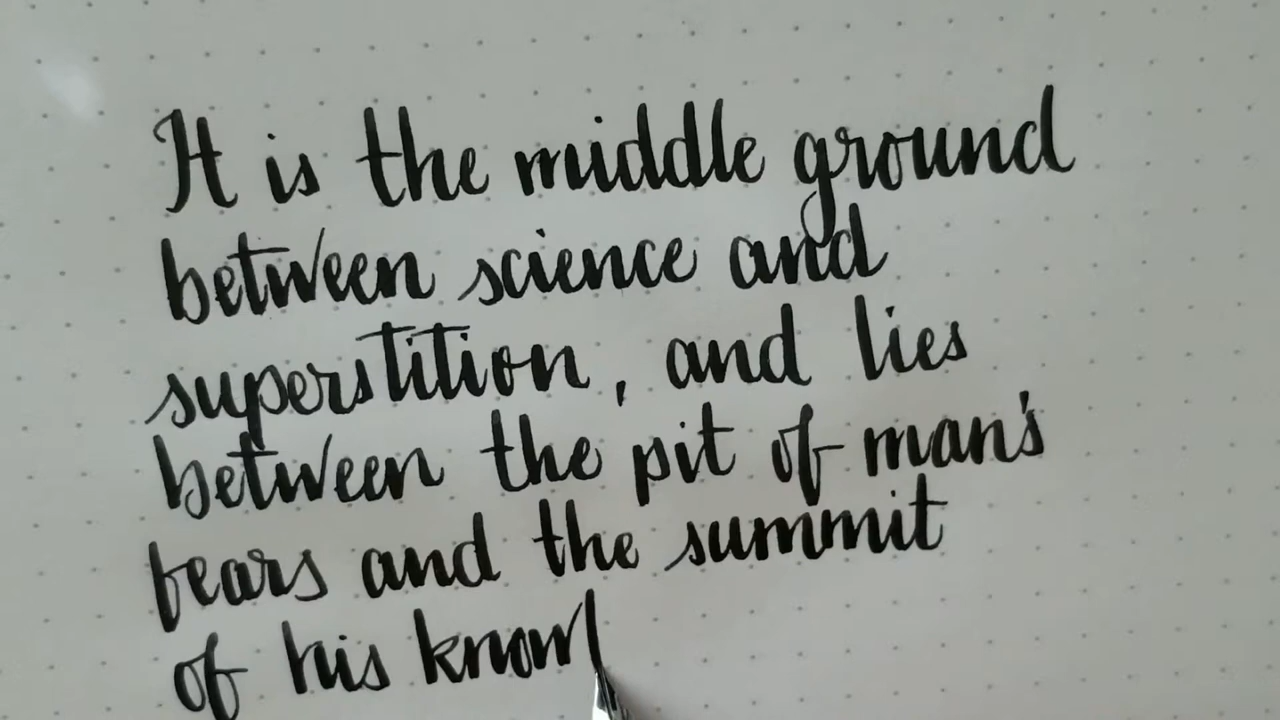 It is the middle ground
between science and
superstition, and lies
between the pit of man's
fears and the summit
of his knowl